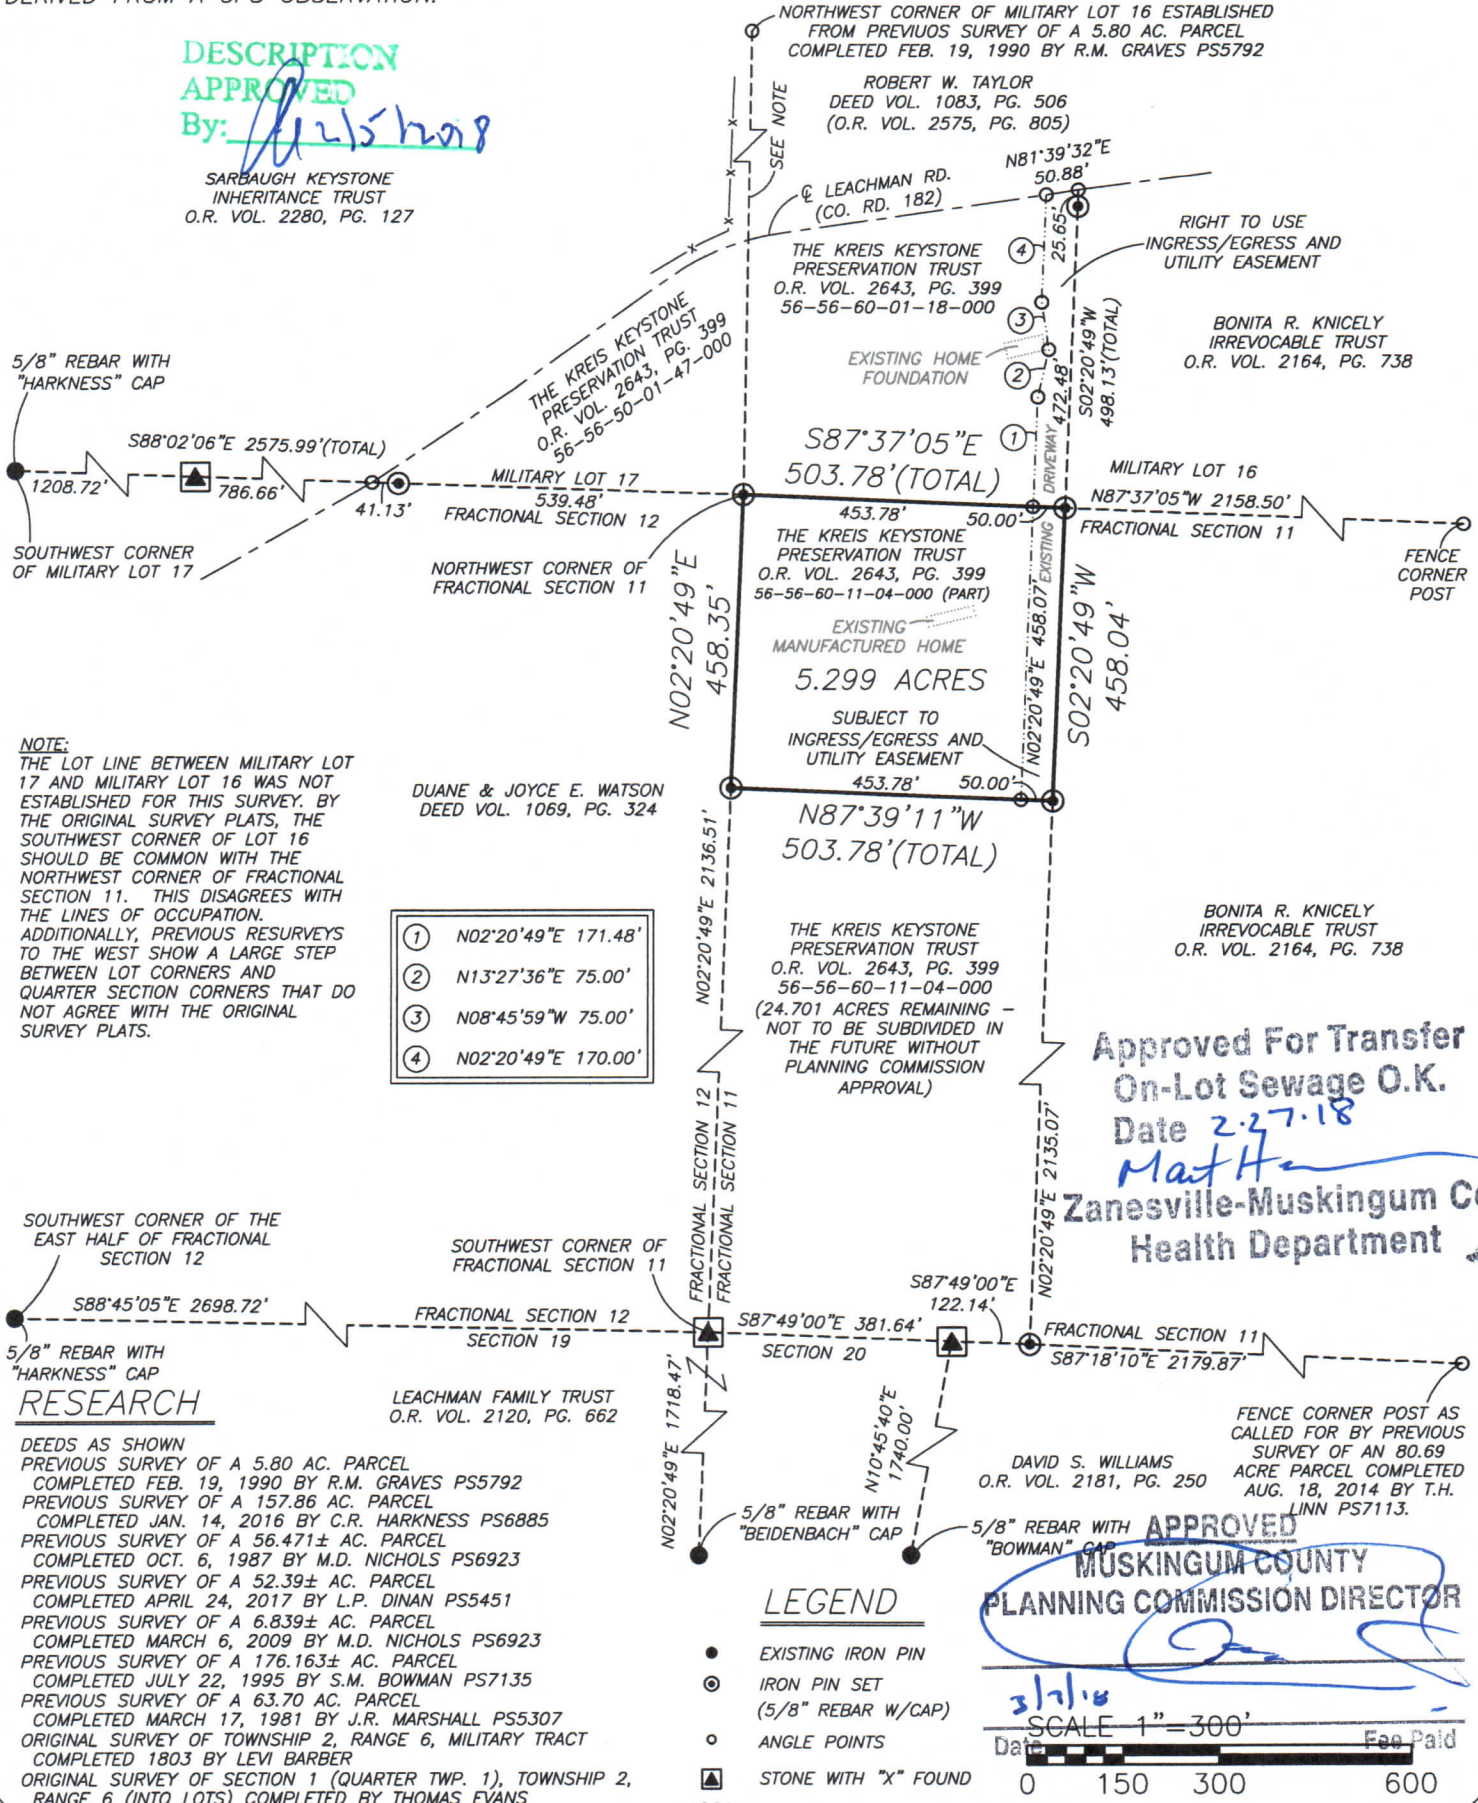 DERIVED FROM A GPS OBSERVATION.
DESCRIPTION
APPROVED
By: 2/5/2018
SARBAUGH KEYSTONE
INHERITANCE TRUST
O.R. VOL. 2280, PG. 127
NORTHWEST CORNER OF MILITARY LOT 16 ESTABLISHED
FROM PREVIUOS SURVEY OF A 5.80 AC. PARCEL
COMPLETED FEB. 19, 1990 BY R.M. GRAVES PS5792
ROBERT W. TAYLOR
DEED VOL. 1083, PG. 506
(O.R. VOL. 2575, PG. 805)
SEE NOTE
N81°39'32"E
50.88'
℄ LEACHMAN RD.
(CO. RD. 182)
25.65'
RIGHT TO USE
INGRESS/EGRESS AND
UTILITY EASEMENT
THE KREIS KEYSTONE
PRESERVATION TRUST
O.R. VOL. 2643, PG. 399
56-56-60-01-18-000
4
3
2
1
EXISTING HOME
FOUNDATION
472.48'
S02°20'49"W
498.13'(TOTAL)
BONITA R. KNICELY
IRREVOCABLE TRUST
O.R. VOL. 2164, PG. 738
THE KREIS KEYSTONE
PRESERVATION TRUST
O.R. VOL. 2643, PG. 399
56-56-50-01-47-000
5/8" REBAR WITH
"HARKNESS" CAP
S88°02'06"E 2575.99'(TOTAL)
1208.72'
786.66'
41.13'
MILITARY LOT 17
539.48'
FRACTIONAL SECTION 12
S87°37'05"E
503.78'(TOTAL)
453.78'
50.00'
EXISTING DRIVEWAY
MILITARY LOT 16
N87°37'05"W 2158.50'
FRACTIONAL SECTION 11
FENCE
CORNER
POST
SOUTHWEST CORNER
OF MILITARY LOT 17
NORTHWEST CORNER OF
FRACTIONAL SECTION 11
THE KREIS KEYSTONE
PRESERVATION TRUST
O.R. VOL. 2643, PG. 399
56-56-60-11-04-000 (PART)
N02°20'49"E
458.35'
EXISTING
MANUFACTURED HOME
5.299 ACRES
N02°20'49"E 458.07'
S02°20'49"W
458.04'
SUBJECT TO
INGRESS/EGRESS AND
UTILITY EASEMENT
453.78'
50.00'
N87°39'11"W
503.78'(TOTAL)
NOTE:
THE LOT LINE BETWEEN MILITARY LOT
17 AND MILITARY LOT 16 WAS NOT
ESTABLISHED FOR THIS SURVEY. BY
THE ORIGINAL SURVEY PLATS, THE
SOUTHWEST CORNER OF LOT 16
SHOULD BE COMMON WITH THE
NORTHWEST CORNER OF FRACTIONAL
SECTION 11. THIS DISAGREES WITH
THE LINES OF OCCUPATION.
ADDITIONALLY, PREVIOUS RESURVEYS
TO THE WEST SHOW A LARGE STEP
BETWEEN LOT CORNERS AND
QUARTER SECTION CORNERS THAT DO
NOT AGREE WITH THE ORIGINAL
SURVEY PLATS.
DUANE & JOYCE E. WATSON
DEED VOL. 1069, PG. 324
1 N02°20'49"E 171.48'
2 N13°27'36"E 75.00'
3 N08°45'59"W 75.00'
4 N02°20'49"E 170.00'
N02°20'49"E 2136.51'
THE KREIS KEYSTONE
PRESERVATION TRUST
O.R. VOL. 2643, PG. 399
56-56-60-11-04-000
(24.701 ACRES REMAINING -
NOT TO BE SUBDIVIDED IN
THE FUTURE WITHOUT
PLANNING COMMISSION
APPROVAL)
BONITA R. KNICELY
IRREVOCABLE TRUST
O.R. VOL. 2164, PG. 738
FRACTIONAL SECTION 12
FRACTIONAL SECTION 11
N02°20'49"E 2135.07'
Approved For Transfer
On-Lot Sewage O.K.
Date 2.27.18
Zanesville-Muskingum Co
Health Department
SOUTHWEST CORNER OF THE
EAST HALF OF FRACTIONAL
SECTION 12
S88°45'05"E 2698.72'
5/8" REBAR WITH
"HARKNESS" CAP
SOUTHWEST CORNER OF
FRACTIONAL SECTION 11
FRACTIONAL SECTION 12
SECTION 19
S87°49'00"E 381.64'
SECTION 20
S87°49'00"E
122.14'
FRACTIONAL SECTION 11
S87°18'10"E 2179.87'
LEACHMAN FAMILY TRUST
O.R. VOL. 2120, PG. 662
N02°20'49"E 1718.47'
N10°45'40"E
1740.00'
DAVID S. WILLIAMS
O.R. VOL. 2181, PG. 250
FENCE CORNER POST AS
CALLED FOR BY PREVIOUS
SURVEY OF AN 80.69
ACRE PARCEL COMPLETED
AUG. 18, 2014 BY T.H.
LINN PS7113.
5/8" REBAR WITH
"BEIDENBACH" CAP
5/8" REBAR WITH
"BOWMAN" CAP
RESEARCH
DEEDS AS SHOWN
PREVIOUS SURVEY OF A 5.80 AC. PARCEL
COMPLETED FEB. 19, 1990 BY R.M. GRAVES PS5792
PREVIOUS SURVEY OF A 157.86 AC. PARCEL
COMPLETED JAN. 14, 2016 BY C.R. HARKNESS PS6885
PREVIOUS SURVEY OF A 56.471± AC. PARCEL
COMPLETED OCT. 6, 1987 BY M.D. NICHOLS PS6923
PREVIOUS SURVEY OF A 52.39± AC. PARCEL
COMPLETED APRIL 24, 2017 BY L.P. DINAN PS5451
PREVIOUS SURVEY OF A 6.839± AC. PARCEL
COMPLETED MARCH 6, 2009 BY M.D. NICHOLS PS6923
PREVIOUS SURVEY OF A 176.163± AC. PARCEL
COMPLETED JULY 22, 1995 BY S.M. BOWMAN PS7135
PREVIOUS SURVEY OF A 63.70 AC. PARCEL
COMPLETED MARCH 17, 1981 BY J.R. MARSHALL PS5307
ORIGINAL SURVEY OF TOWNSHIP 2, RANGE 6, MILITARY TRACT
COMPLETED 1803 BY LEVI BARBER
ORIGINAL SURVEY OF SECTION 1 (QUARTER TWP. 1), TOWNSHIP 2,
RANGE 6 (INTO LOTS) COMPLETED BY THOMAS EVANS
LEGEND
EXISTING IRON PIN
IRON PIN SET
(5/8" REBAR W/CAP)
ANGLE POINTS
STONE WITH "X" FOUND
APPROVED
MUSKINGUM COUNTY
PLANNING COMMISSION DIRECTOR
3/7/18
Date
Fee Paid
SCALE 1"=300'
0 150 300 600